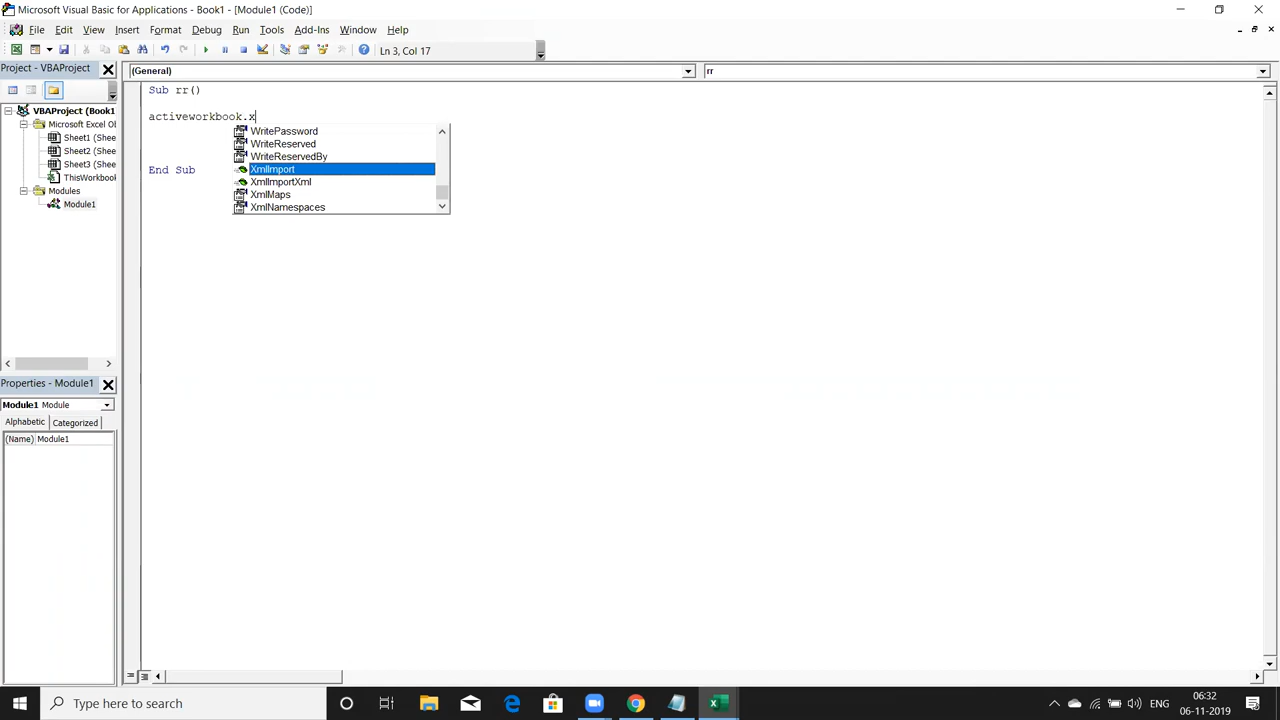 Microsoft Visual Basic for Applications - Book1 - [Module1 (Code)]
File Edit View Insert Format Debug Run Tools Add-Ins Window Help
Ln 3, Col 17
Project - VBAProject
(General)
rr
VBAProject (Book1
Microsoft Excel Ob
Sheet1 (Shee
Sheet2 (Shee
Sheet3 (Shee
ThisWorkbook
Modules
Module1
Sub rr()
activeworkbook.x
WritePassword
WriteReserved
WriteReservedBy
XmlImport
XmlImportXml
XmlMaps
XmlNamespaces
End Sub
Properties - Module1
Module1 Module
Alphabetic Categorized
(Name) Module1
Type here to search
ENG
06:32
06-11-2019